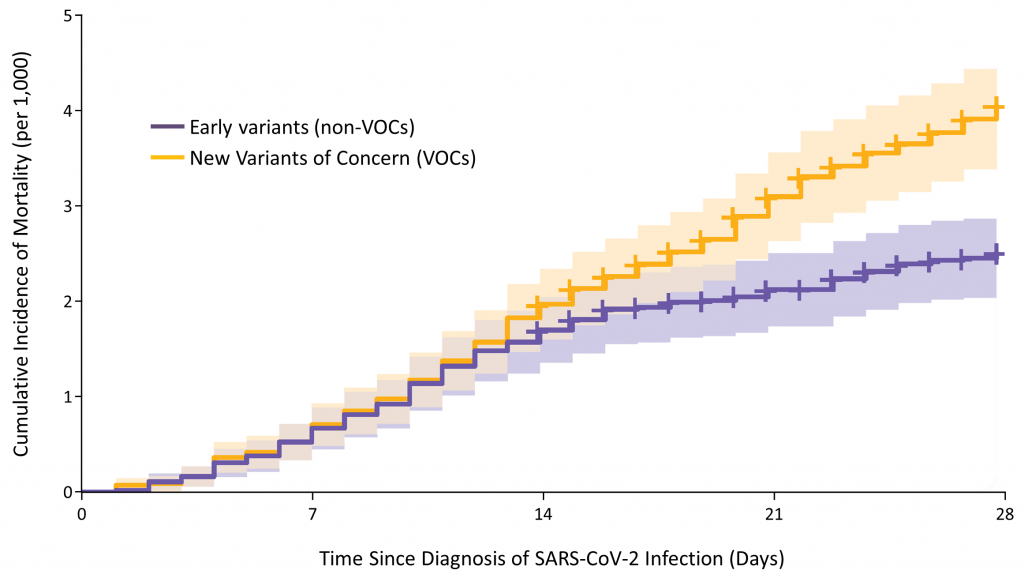 5
Cumulative Incidence of Mortality (per 1,000)
4
Early variants (non-VOCs)
New Variants of Concern (VOCs)
3
2
1
0
0 7 14 21 28
Time Since Diagnosis of SARS-CoV-2 Infection (Days)